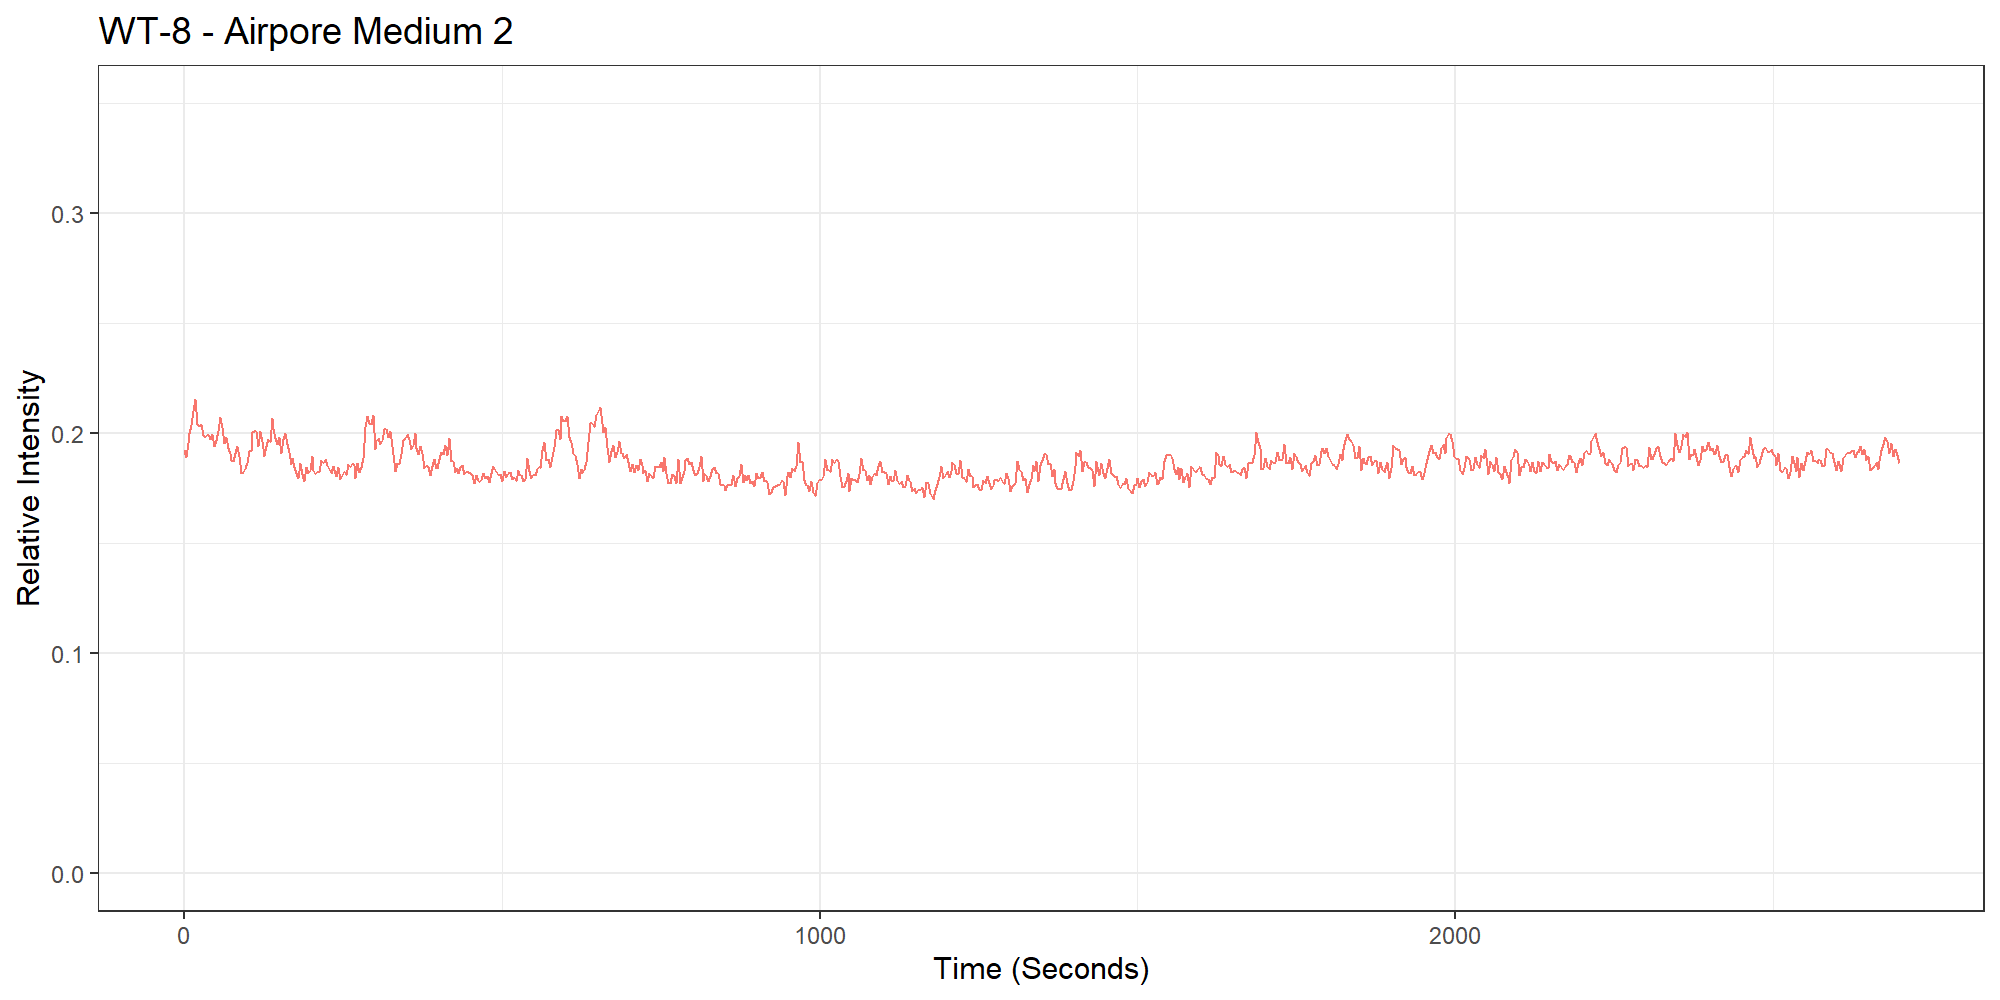 WT-8 - Airpore Medium 2
Relative Intensity
0.3
0.2
0.1
0.0
0 1000 2000
Time (Seconds)